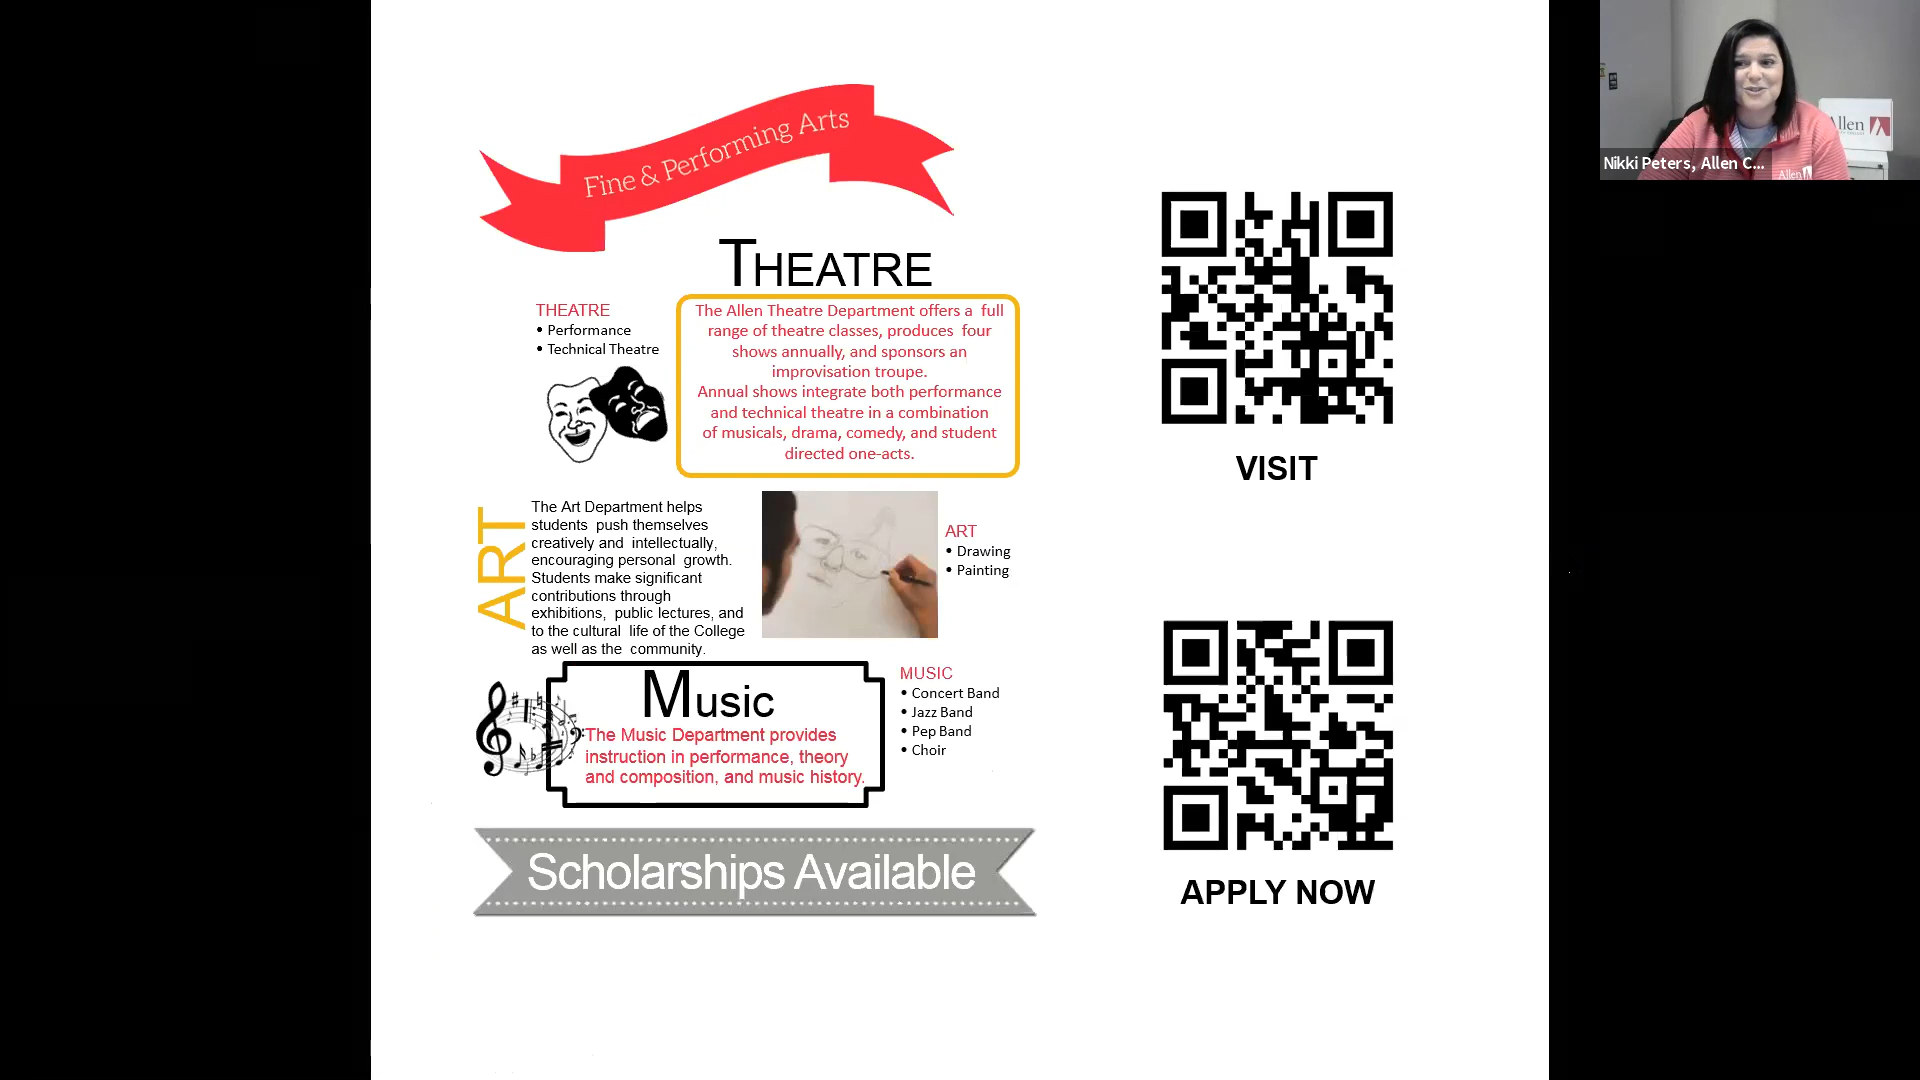 Fine & Performing Arts
THEATRE
THEATRE
• Performance
• Technical Theatre
The Allen Theatre Department offers a full
range of theatre classes, produces four
shows annually, and sponsors an
improvisation troupe.
Annual shows integrate both performance
and technical theatre in a combination
of musicals, drama, comedy, and student
directed one-acts.
ART
The Art Department helps
students push themselves
creatively and intellectually,
encouraging personal growth.
Students make significant
contributions through
exhibitions, public lectures, and
to the cultural life of the College
as well as the community.
ART
• Drawing
• Painting
Music
The Music Department provides
instruction in performance, theory
and composition, and music history.
MUSIC
• Concert Band
• Jazz Band
• Pep Band
• Choir
Scholarships Available
VISIT
APPLY NOW
Allen
Nikki Peters, Allen C...
Allen